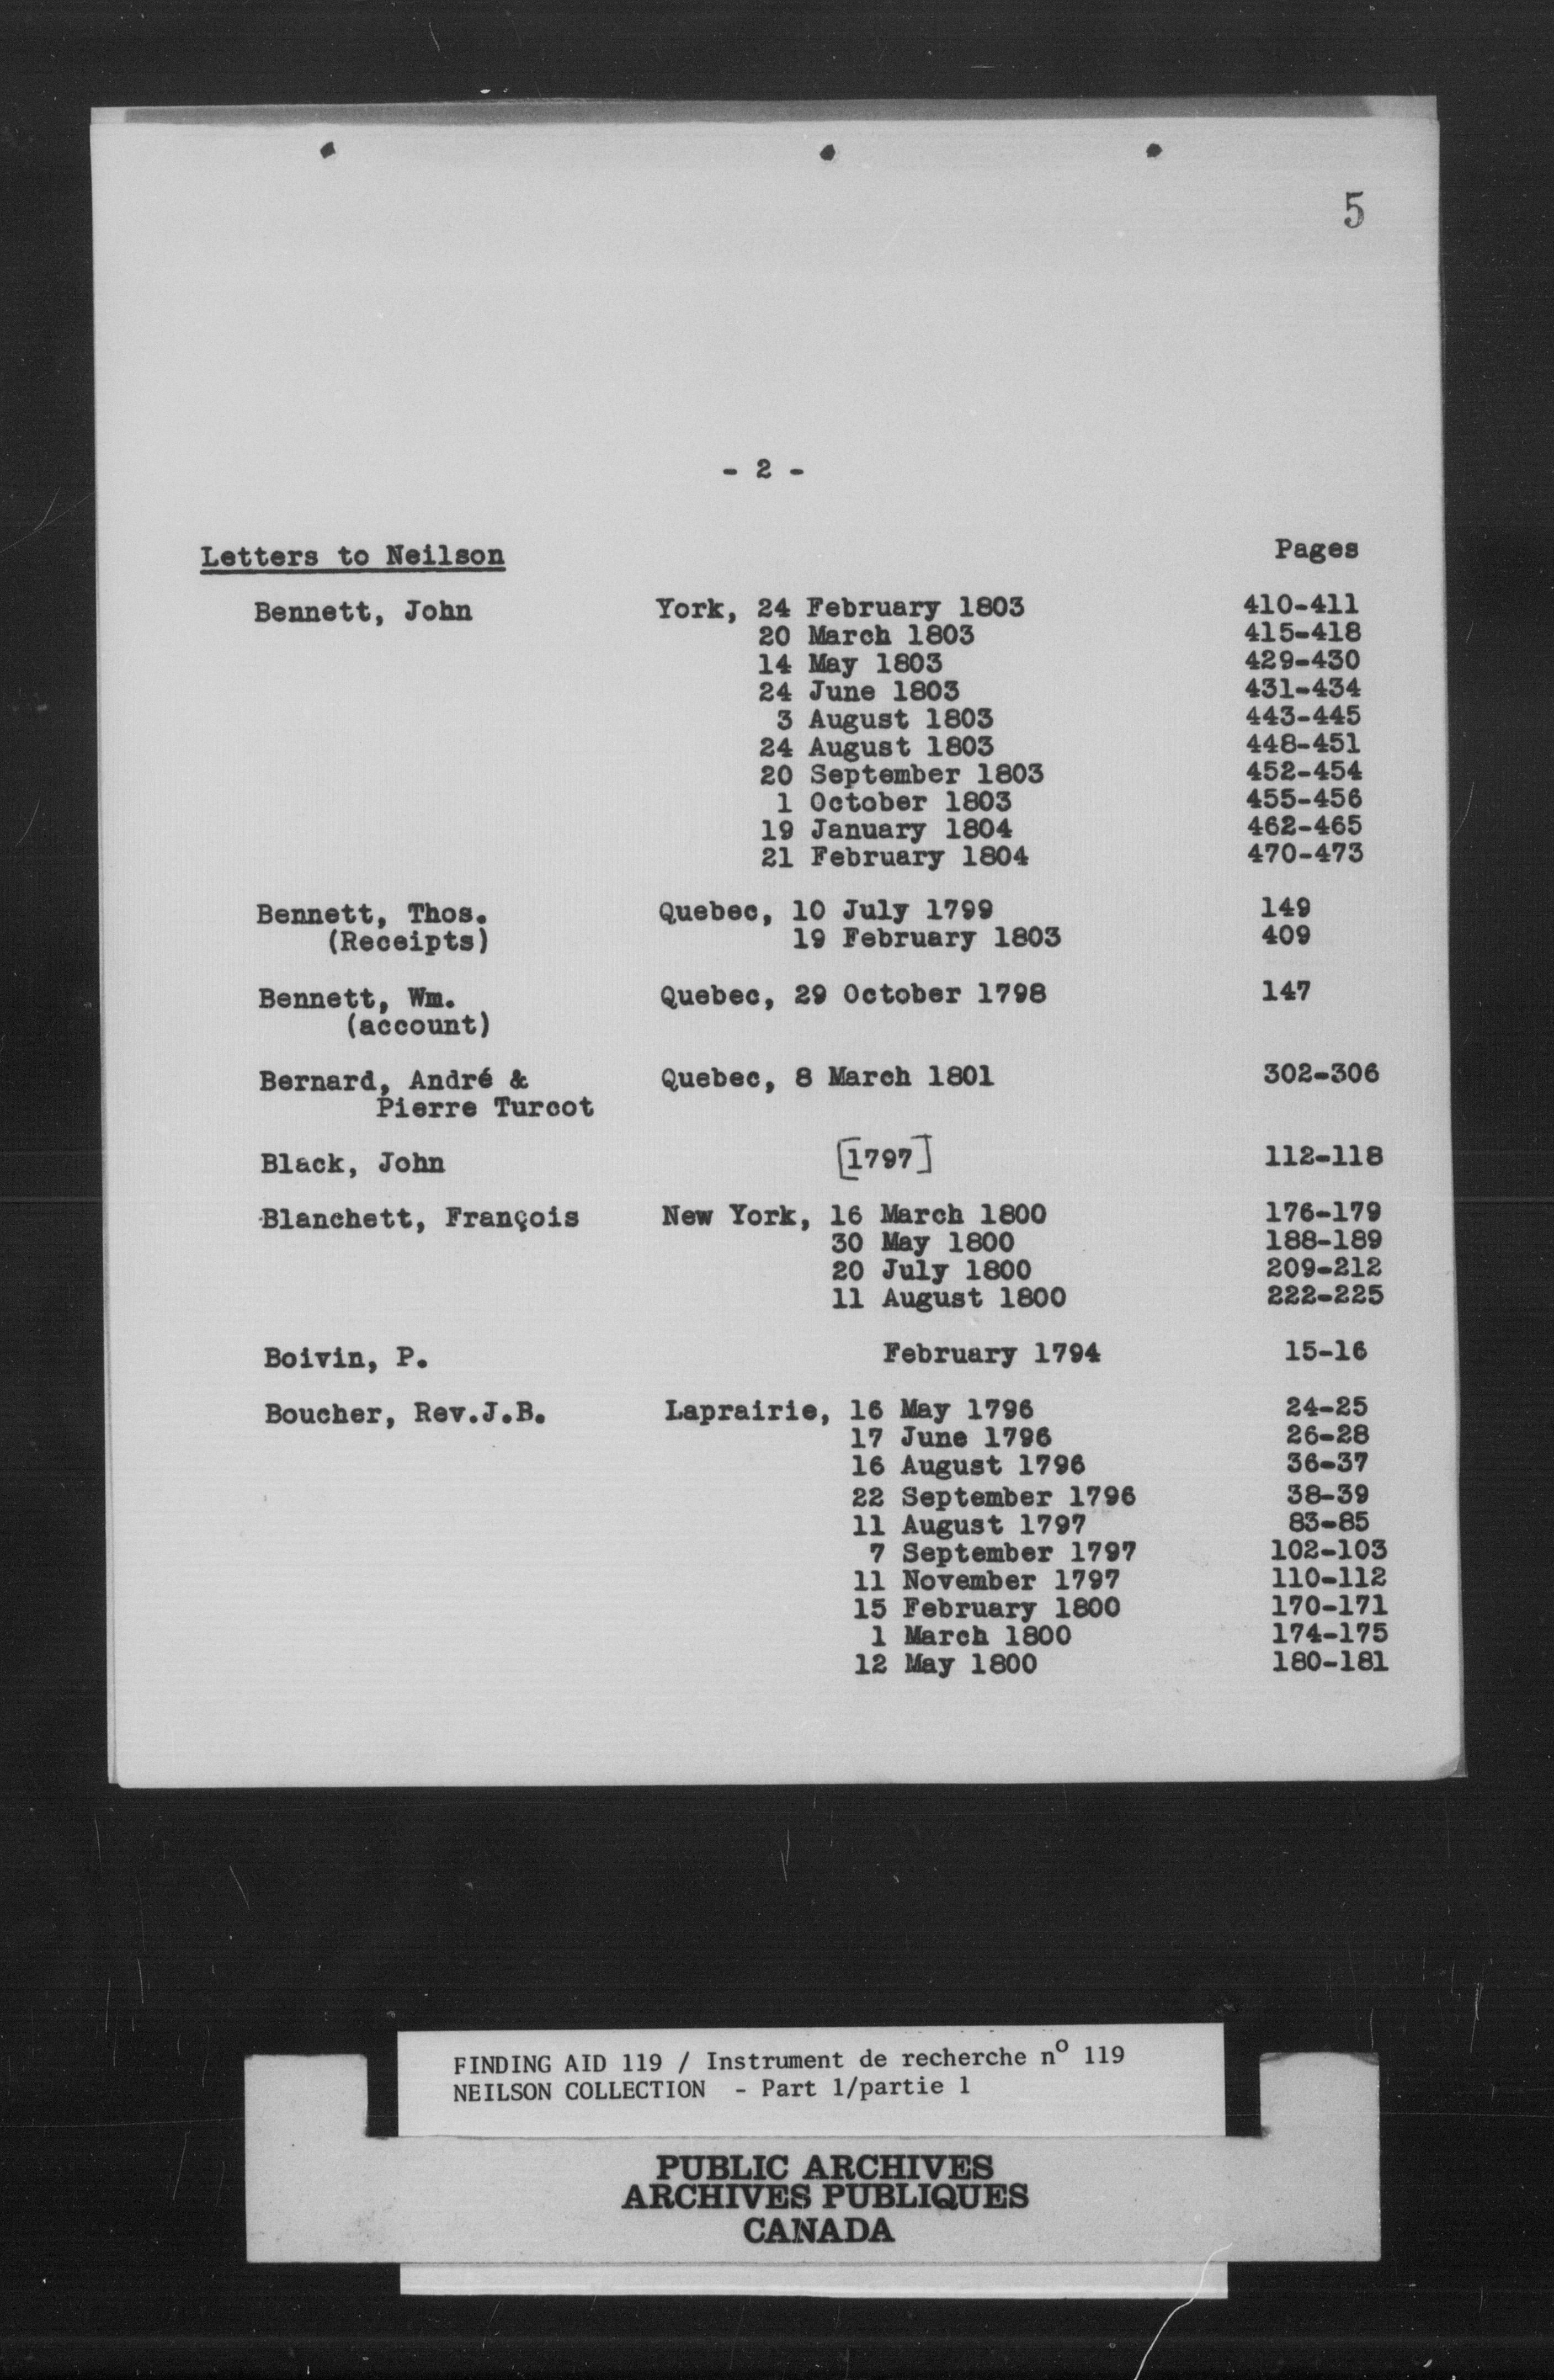 5
- 2 -
Letters to Neilson Pages
Bennett, John York, 24 February 1803 410-411
20 March 1803 415-418
14 May 1803 429-430
24 June 1803 431-434
3 August 1803 443-445
24 August 1803 448-451
20 September 1803 452-454
1 October 1803 455-456
19 January 1804 462-465
21 February 1804 470-473
Bennett, Thos. Quebec, 10 July 1799 149
(Receipts) 19 February 1803 409
Bennett, Wm. Quebec, 29 October 1798 147
(account)
Bernard, André & Quebec, 8 March 1801 302-306
Pierre Turcot
Black, John [1797] 112-118
Blanchett, François New York, 16 March 1800 176-179
30 May 1800 188-189
20 July 1800 209-212
11 August 1800 222-225
Boivin, P. February 1794 15-16
Boucher, Rev.J.B. Laprairie, 16 May 1796 24-25
17 June 1796 26-28
16 August 1796 36-37
22 September 1796 38-39
11 August 1797 83-85
7 September 1797 102-103
11 November 1797 110-112
15 February 1800 170-171
1 March 1800 174-175
12 May 1800 180-181
FINDING AID 119 / Instrument de recherche nº 119
NEILSON COLLECTION - Part 1/partie 1
PUBLIC ARCHIVES
ARCHIVES PUBLIQUES
CANADA